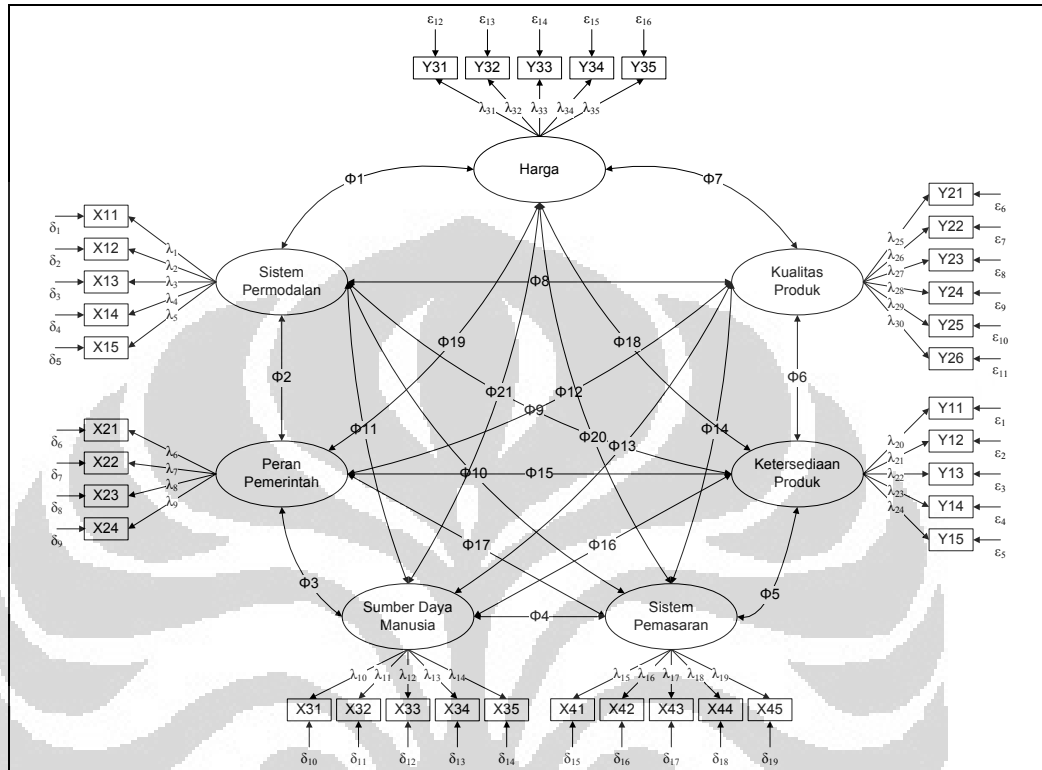 ε12 ε13 ε14 ε15 ε16
Y31 Y32 Y33 Y34 Y35
λ31 λ32 λ33 λ34 λ35
Harga
Φ1 Φ7
X11 X12 X13 X14 X15
δ1 δ2 δ3 δ4 δ5
λ1 λ2 λ3 λ4 λ5
Sistem
Permodalan
Φ8
Kualitas
Produk
λ25 λ26 λ27 λ28 λ29 λ30
Y21 Y22 Y23 Y24 Y25 Y26
ε6 ε7 ε8 ε9 ε10 ε11
Φ19 Φ18
Φ2 Φ6
Φ21 Φ12
Φ9
Φ11 Φ20 Φ13 Φ14
X21 X22 X23 X24
δ6 δ7 δ8 δ9
λ6 λ7 λ8 λ9
Peran
Pemerintah
Φ10 Φ15
Ketersediaan
Produk
λ20 λ21 λ22 λ23 λ24
Y11 Y12 Y13 Y14 Y15
ε1 ε2 ε3 ε4 ε5
Φ17 Φ16
Φ3 Φ5
Sumber Daya
Manusia
Φ4
Sistem
Pemasaran
λ10 λ11 λ12 λ13 λ14
X31 X32 X33 X34 X35
δ10 δ11 δ12 δ13 δ14
λ15 λ16 λ17 λ18 λ19
X41 X42 X43 X44 X45
δ15 δ16 δ17 δ18 δ19